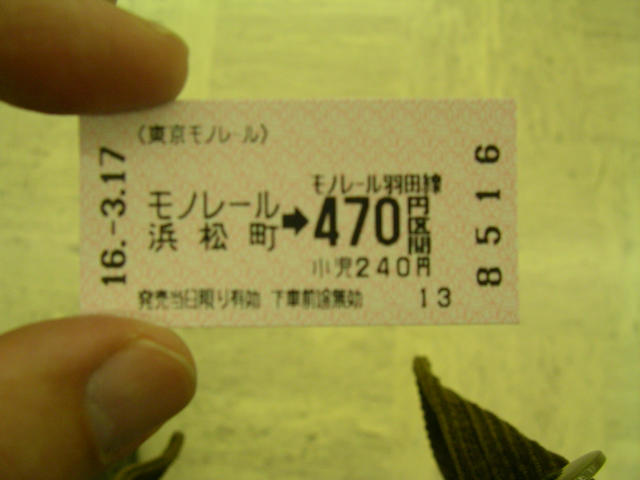 (東京モノレール)
16.-3.17
モノレール
浜松町
➡
モノレール羽田線
470円区間
小児240円
発売当日限り有効 下車前途無効
13
8516